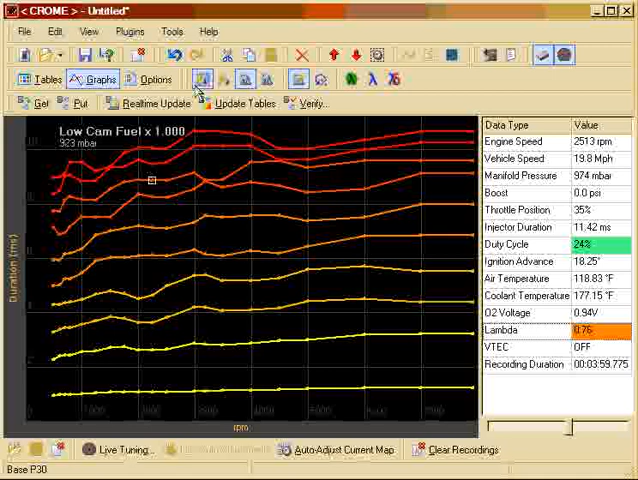 < CROME > - Untitled*
File Edit View Plugins Tools Help
Tables Graphs Options
Get Put Realtime Update Update Tables Verify...
Low Cam Fuel x 1.000
923 mbar
Duration (ms)
rpm
Data Type Value
Engine Speed 2513 rpm
Vehicle Speed 19.8 Mph
Manifold Pressure 974 mbar
Boost 0.0 psi
Throttle Position 35%
Injector Duration 11.42 ms
Duty Cycle 24%
Ignition Advance 18.25°
Air Temperature 118.83 °F
Coolant Temperature 177.15 °F
O2 Voltage 0.94V
Lambda 0.76
VTEC OFF
Recording Duration 00:03:59.775
Live Tuning... Auto-Adjust Current Map Clear Recordings
Base P30